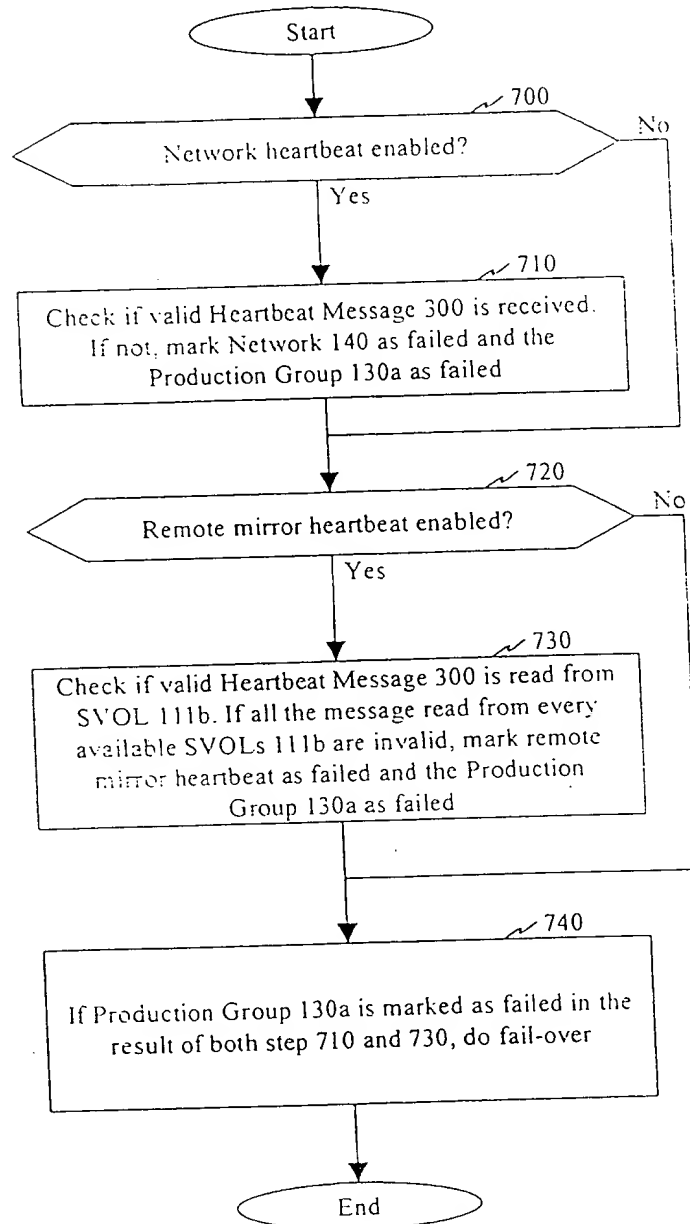 Start
700
Network heartbeat enabled?
No
Yes
710
Check if valid Heartbeat Message 300 is received.
If not, mark Network 140 as failed and the
Production Group 130a as failed
720
Remote mirror heartbeat enabled?
No
Yes
730
Check if valid Heartbeat Message 300 is read from
SVOL 111b. If all the message read from every
available SVOLs 111b are invalid, mark remote
mirror heartbeat as failed and the Production
Group 130a as failed
740
If Production Group 130a is marked as failed in the
result of both step 710 and 730, do fail-over
End